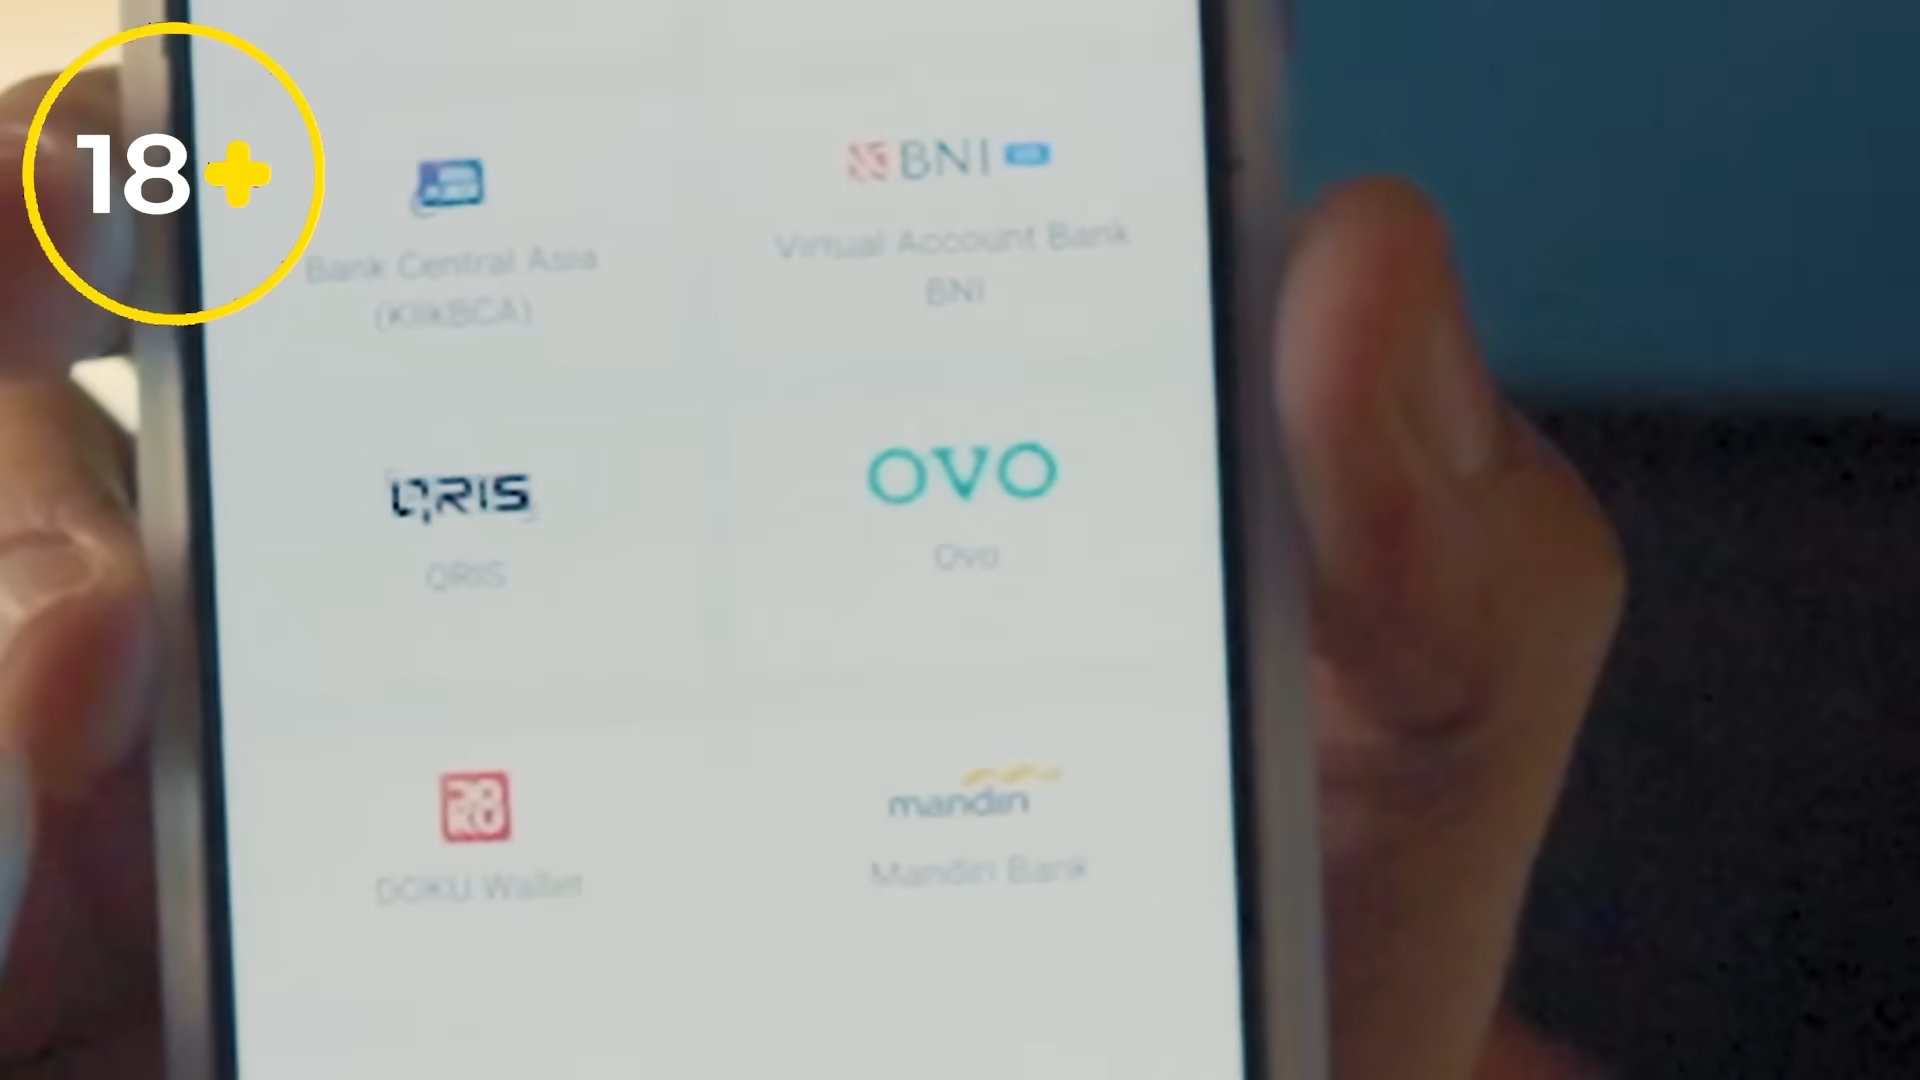 18+
BNI
Bank Central Asia
(KlikBCA)
Virtual Account Bank
BNI
QRIS
QRIS
OVO
Ovo
DOKU Wallet
mandiri
Mandiri Bank